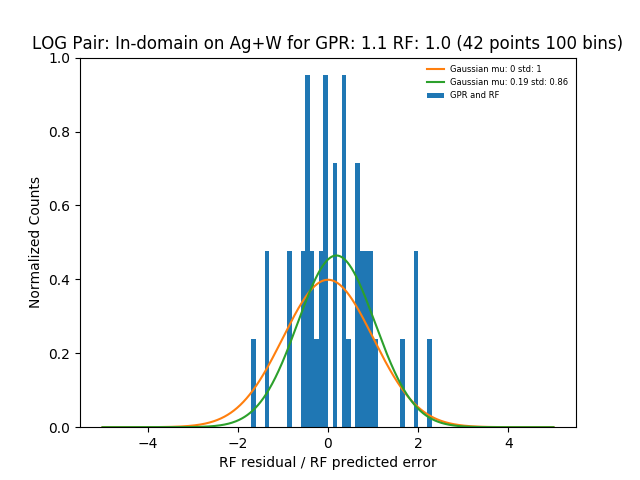 LOG Pair: In-domain on Ag+W for GPR: 1.1 RF: 1.0 (42 points 100 bins)
Gaussian mu: 0 std: 1
Gaussian mu: 0.19 std: 0.86
GPR and RF
Normalized Counts
1.0
0.8
0.6
0.4
0.2
0.0
−4 −2 0 2 4
RF residual / RF predicted error